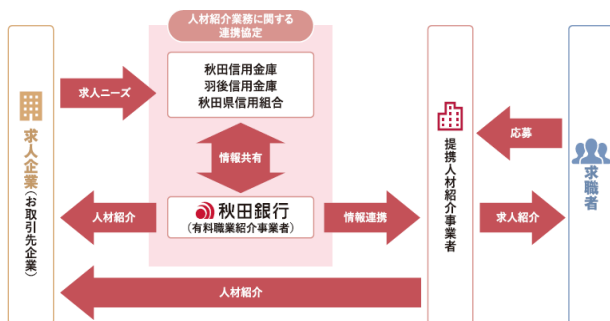 人材紹介業務に関する
連携協定
求人企業(お取引先企業)
求人ニーズ
秋田信用金庫
羽後信用金庫
秋田県信用組合
情報共有
人材紹介
秋田銀行
(有料職業紹介事業者)
情報連携
提携人材紹介事業者
応募
求人紹介
求職者
人材紹介